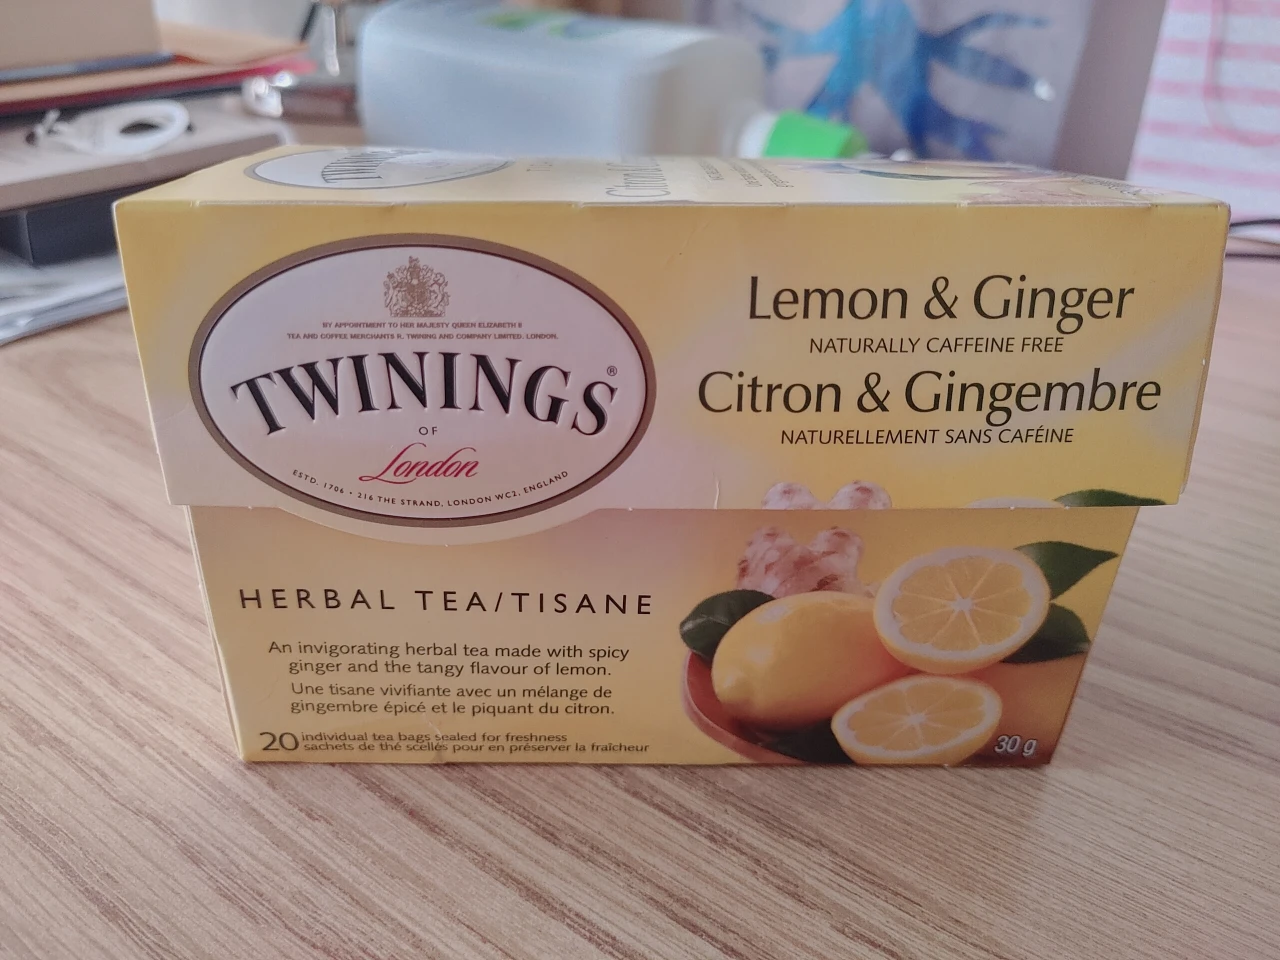 TWININGS
BY APPOINTMENT TO HER MAJESTY QUEEN ELIZABETH II
TEA AND COFFEE MERCHANTS R. TWINING AND COMPANY LIMITED. LONDON.
TWININGS®
OF
London
ESTD. 1706 • 216 THE STRAND, LONDON WC2, ENGLAND
Lemon & Ginger
NATURALLY CAFFEINE FREE
Citron & Gingembre
NATURELLEMENT SANS CAFÉINE
HERBAL TEA/TISANE
An invigorating herbal tea made with spicy
ginger and the tangy flavour of lemon.
Une tisane vivifiante avec un mélange de
gingembre épicé et le piquant du citron.
20 individual tea bags sealed for freshness
sachets de thé scellés pour en préserver la fraîcheur
30 g